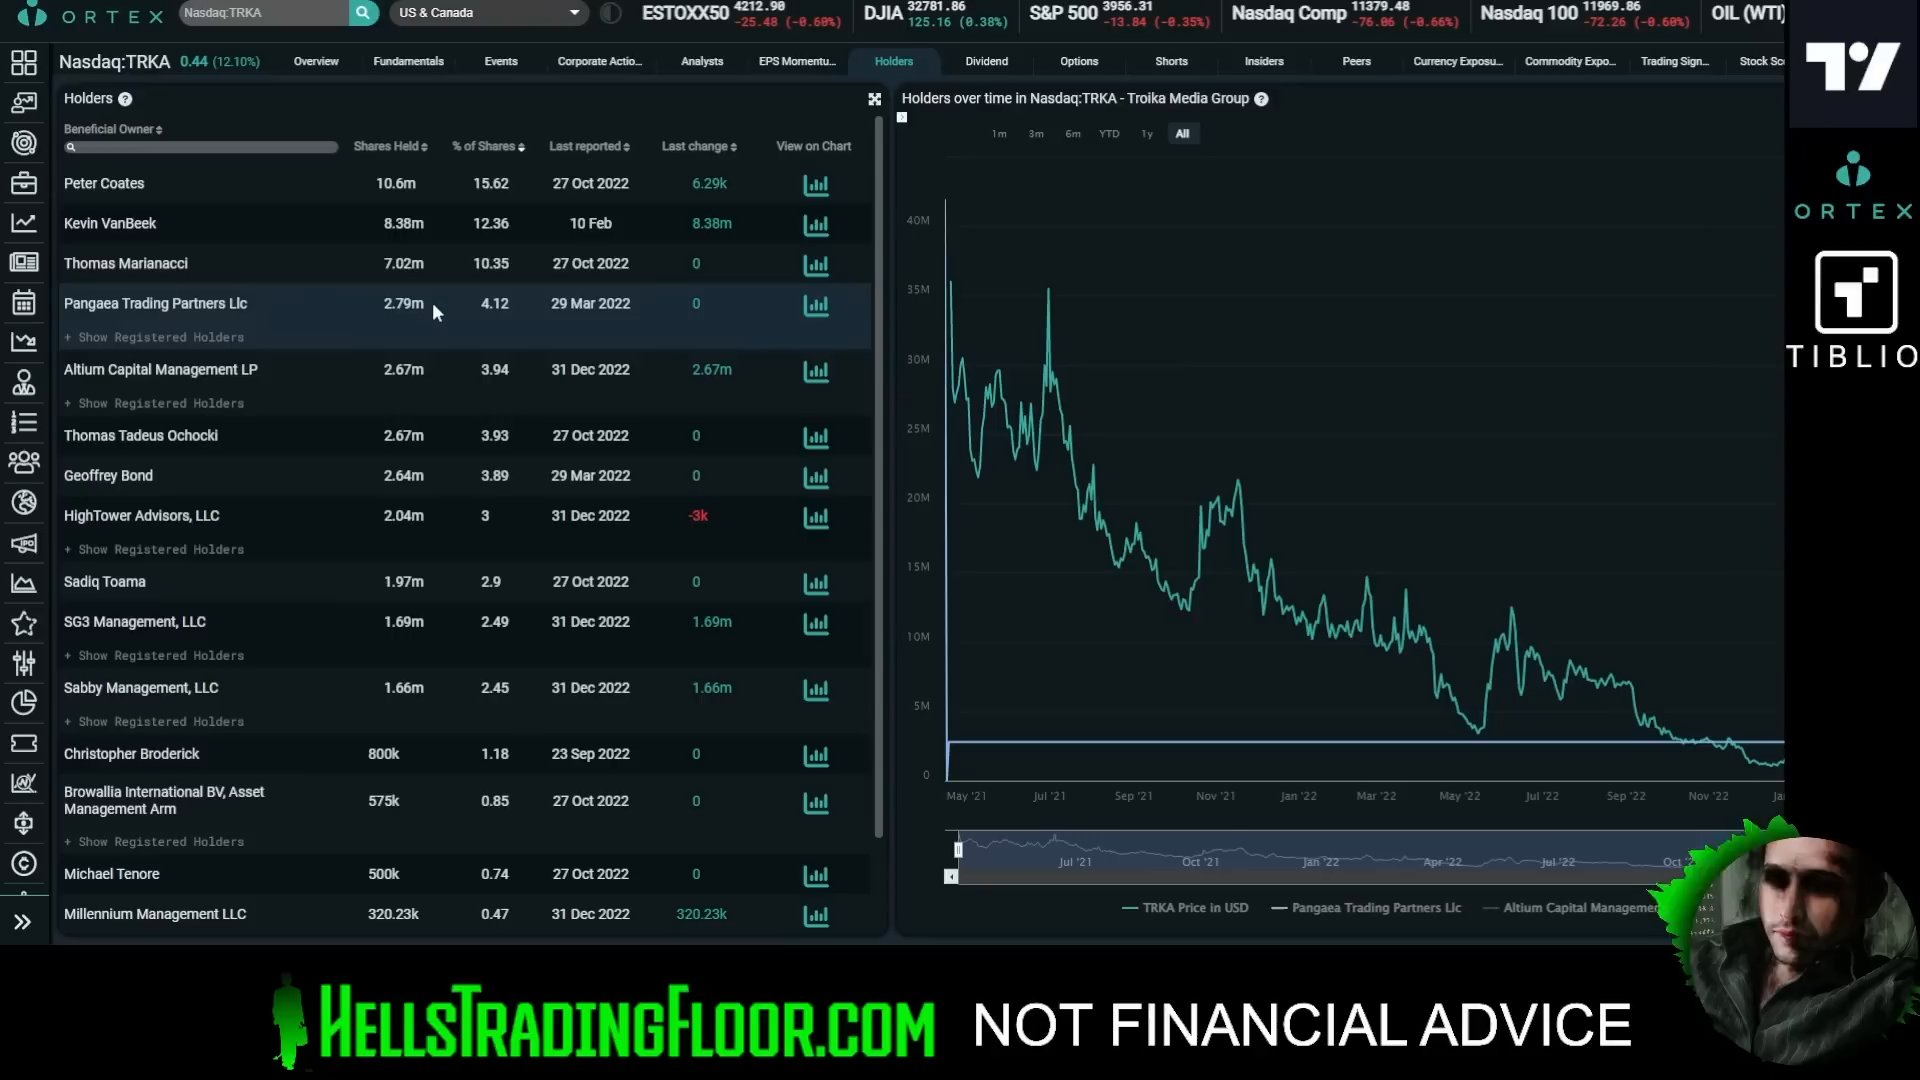 ORTEX
Nasdaq:TRKA
US & Canada
ESTOXX50 4212.90 -25.48 (-0.60%)
DJIA 32781.86 125.16 (0.38%)
S&P 500 3956.31 -13.84 (-0.35%)
Nasdaq Comp 11379.48 -76.06 (-0.66%)
Nasdaq 100 11969.86 -72.26 (-0.60%)
OIL (WTI)
Nasdaq:TRKA 0.44 (12.10%)
Overview Fundamentals Events Corporate Actio... Analysts EPS Momentu... Holders Dividend Options Shorts Insiders Peers Currency Exposu... Commodity Expo... Trading Sign... Stock Sc
Holders ?
Beneficial Owner
Shares Held % of Shares Last reported Last change View on Chart
Peter Coates 10.6m 15.62 27 Oct 2022 6.29k
Kevin VanBeek 8.38m 12.36 10 Feb 8.38m
Thomas Marianacci 7.02m 10.35 27 Oct 2022 0
Pangaea Trading Partners Llc 2.79m 4.12 29 Mar 2022 0
+ Show Registered Holders
Altium Capital Management LP 2.67m 3.94 31 Dec 2022 2.67m
+ Show Registered Holders
Thomas Tadeus Ochocki 2.67m 3.93 27 Oct 2022 0
Geoffrey Bond 2.64m 3.89 29 Mar 2022 0
HighTower Advisors, LLC 2.04m 3 31 Dec 2022 -3k
+ Show Registered Holders
Sadiq Toama 1.97m 2.9 27 Oct 2022 0
SG3 Management, LLC 1.69m 2.49 31 Dec 2022 1.69m
+ Show Registered Holders
Sabby Management, LLC 1.66m 2.45 31 Dec 2022 1.66m
+ Show Registered Holders
Christopher Broderick 800k 1.18 23 Sep 2022 0
Browallia International BV, Asset
Management Arm 575k 0.85 27 Oct 2022 0
+ Show Registered Holders
Michael Tenore 500k 0.74 27 Oct 2022 0
Millennium Management LLC 320.23k 0.47 31 Dec 2022 320.23k
Holders over time in Nasdaq:TRKA - Troika Media Group ?
1m 3m 6m YTD 1y All
40M
35M
30M
25M
20M
15M
10M
5M
0
May '21 Jul '21 Sep '21 Nov '21 Jan '22 Mar '22 May '22 Jul '22 Sep '22 Nov '22 Ja
Jul '21 Oct '21 Jan '22 Apr '22 Jul '22 Oct '2
TRKA Price in USD Pangaea Trading Partners Llc Altium Capital Managemen
ORTEX
TIBLIO
HELLSTRADINGFLOOR.COM
NOT FINANCIAL ADVICE